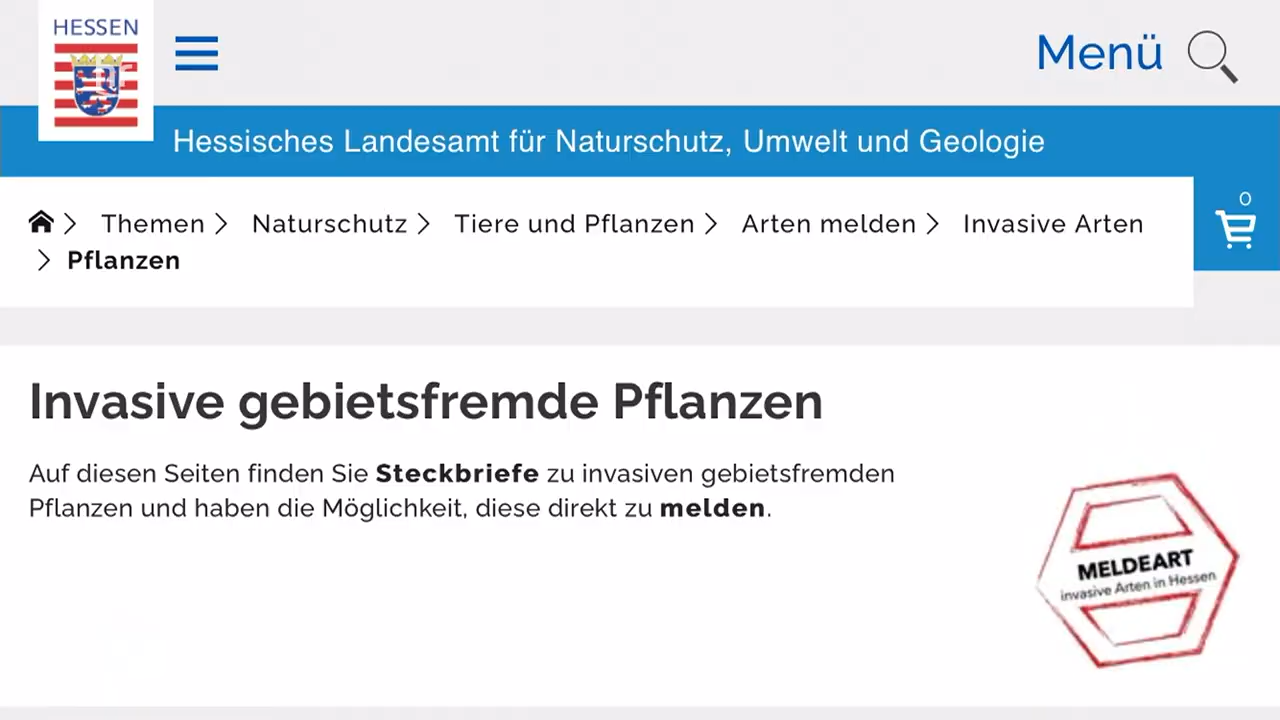 HESSEN
Menü
Hessisches Landesamt für Naturschutz, Umwelt und Geologie
0
Themen Naturschutz Tiere und Pflanzen Arten melden Invasive Arten
Pflanzen
Invasive gebietsfremde Pflanzen
Auf diesen Seiten finden Sie Steckbriefe zu invasiven gebietsfremden
Pflanzen und haben die Möglichkeit, diese direkt zu melden.
MELDEART
invasive Arten in Hessen